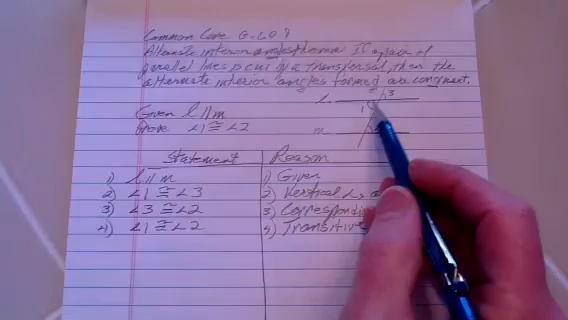 Common Core G.CO.9
Alternate interior angles theorem If a pair of
parallel lines is cut by a transversal, then the
alternate interior angles formed are congruent.
l 3
1
Given l || m
Prove ∠1 ≅ ∠2 m
Statement Reason
1) l || m 1) Given
2) ∠1 ≅ ∠3 2) Vertical ∠s
3) ∠3 ≅ ∠2 3)
4) ∠1 ≅ ∠2 4)